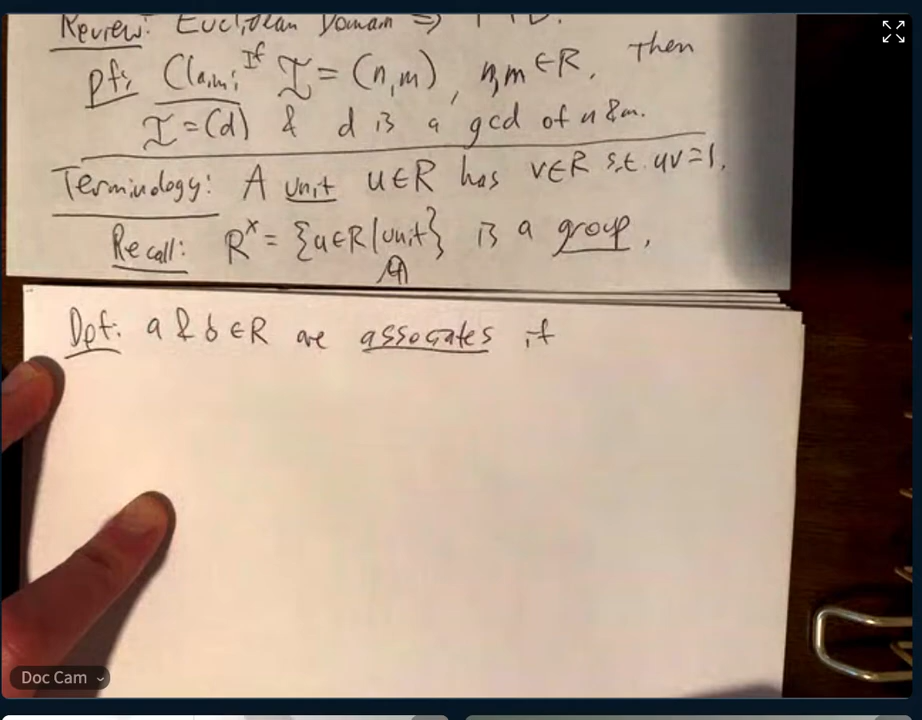 Review: Euclidean Domain ⇒ PID.
pf: Claim: If I = (n,m), n,m ∈ R, Then
I = (d) & d is a gcd of n & m.
Terminology: A unit u ∈ R has v ∈ R s.t. uv = 1.
Recall: R^x = {u ∈ R | unit} is a group.
Def: a & b ∈ R are associates if
Doc Cam